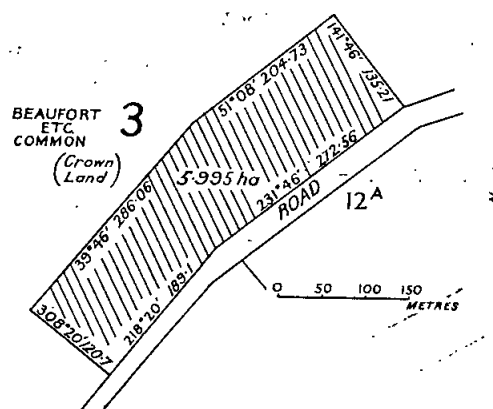 141°46' 135·21
51°08' 204·73
BEAUFORT
ETC.
COMMON
3
(Crown
Land)
39°46' 286·06
5·995 ha
231°46' 272·56
ROAD
12A
218°20' 189·1
308°20' 120·7
0 50 100 150
METRES